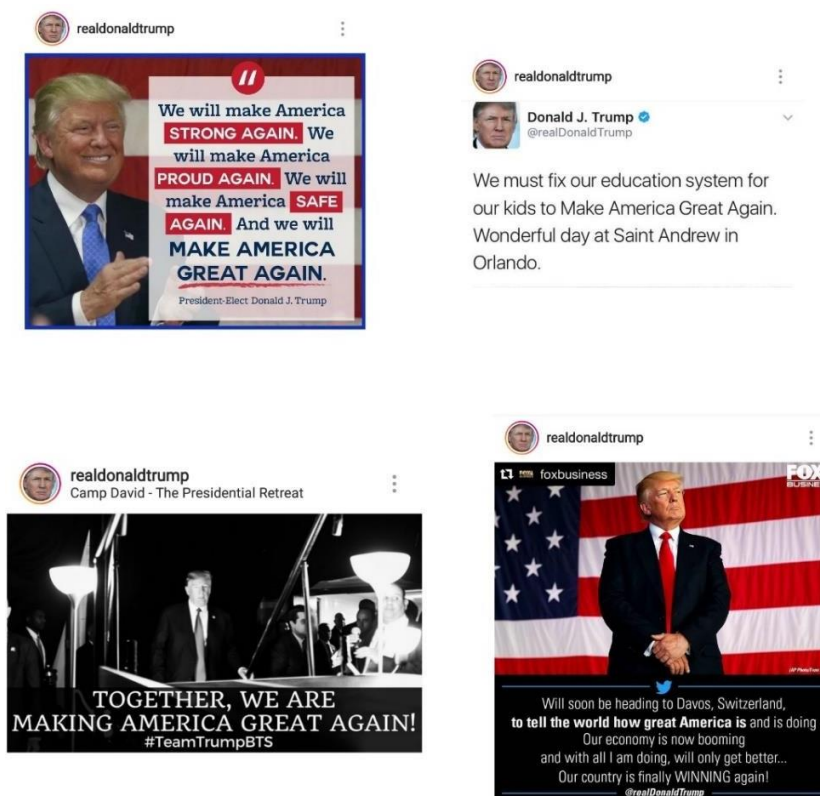 realdonaldtrump
We will make America
STRONG AGAIN. We
will make America
PROUD AGAIN. We will
make America SAFE
AGAIN. And we will
MAKE AMERICA
GREAT AGAIN.
President-Elect Donald J. Trump
realdonaldtrump
Donald J. Trump
@realDonaldTrump
We must fix our education system for
our kids to Make America Great Again.
Wonderful day at Saint Andrew in
Orlando.
realdonaldtrump
Camp David - The Presidential Retreat
TOGETHER, WE ARE
MAKING AMERICA GREAT AGAIN!
#TeamTrumpBTS
realdonaldtrump
foxbusiness
FOX
Will soon be heading to Davos, Switzerland,
to tell the world how great America is and is doing
Our economy is now booming
and with all I am doing, will only get better...
Our country is finally WINNING again!
@realDonaldTrump